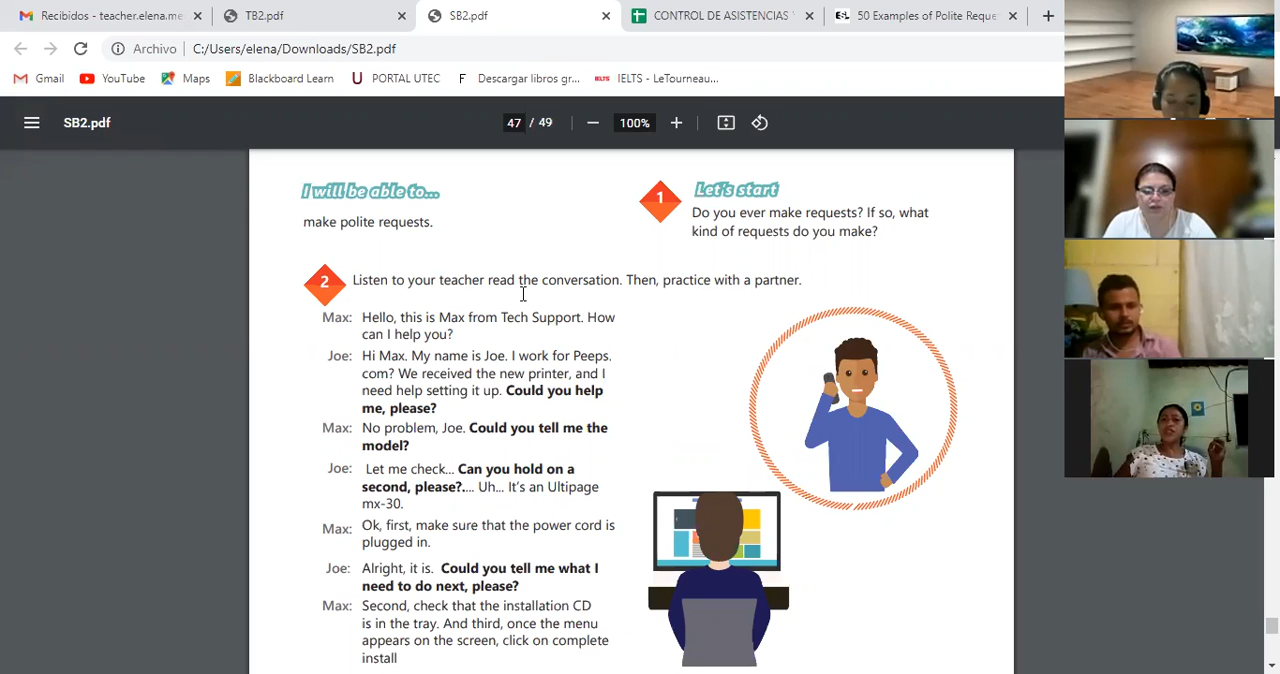 Recibidos - teacher.elena.me
TB2.pdf
SB2.pdf
CONTROL DE ASISTENCIAS
50 Examples of Polite Reque
Archivo
C:/Users/elena/Downloads/SB2.pdf
Gmail
YouTube
Maps
Blackboard Learn
PORTAL UTEC
Descargar libros gr...
IELTS - LeTourneau...
SB2.pdf
47 / 49
100%
I will be able to...
make polite requests.
1
Let's start
Do you ever make requests? If so, what
kind of requests do you make?
2
Listen to your teacher read the conversation. Then, practice with a partner.
Max: Hello, this is Max from Tech Support. How
can I help you?
Joe: Hi Max. My name is Joe. I work for Peeps.
com? We received the new printer, and I
need help setting it up. Could you help
me, please?
Max: No problem, Joe. Could you tell me the
model?
Joe: Let me check... Can you hold on a
second, please?.... Uh... It's an Ultipage
mx-30.
Max: Ok, first, make sure that the power cord is
plugged in.
Joe: Alright, it is. Could you tell me what I
need to do next, please?
Max: Second, check that the installation CD
is in the tray. And third, once the menu
appears on the screen, click on complete
install